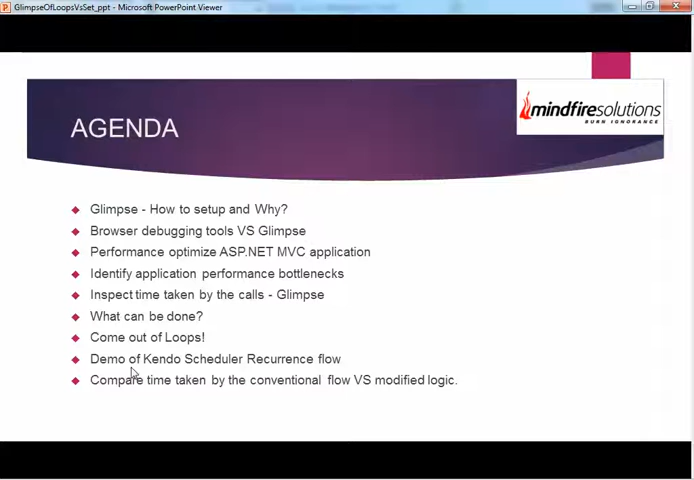 GlimpseOfLoopsVsSet_ppt - Microsoft PowerPoint Viewer
mindfiresolutions
BURN IGNORANCE
AGENDA
Glimpse - How to setup and Why?
Browser debugging tools VS Glimpse
Performance optimize ASP.NET MVC application
Identify application performance bottlenecks
Inspect time taken by the calls - Glimpse
What can be done?
Come out of Loops!
Demo of Kendo Scheduler Recurrence flow
Compare time taken by the conventional flow VS modified logic.